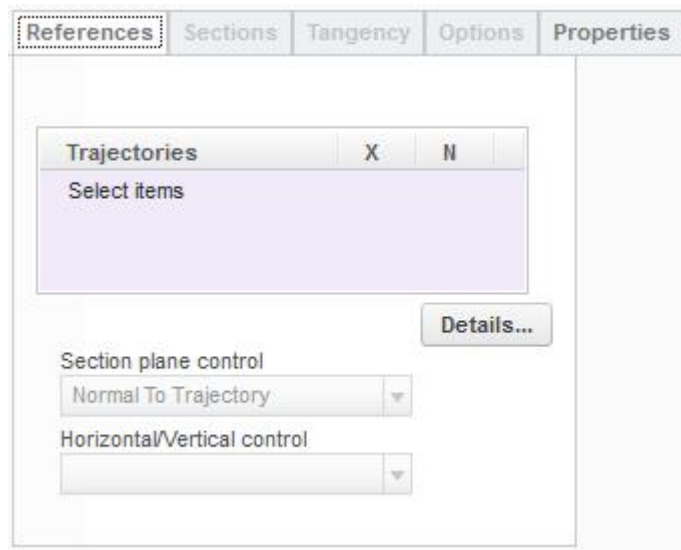 References Sections Tangency Options Properties
Trajectories X N
Select items
Details...
Section plane control
Normal To Trajectory
Horizontal/Vertical control